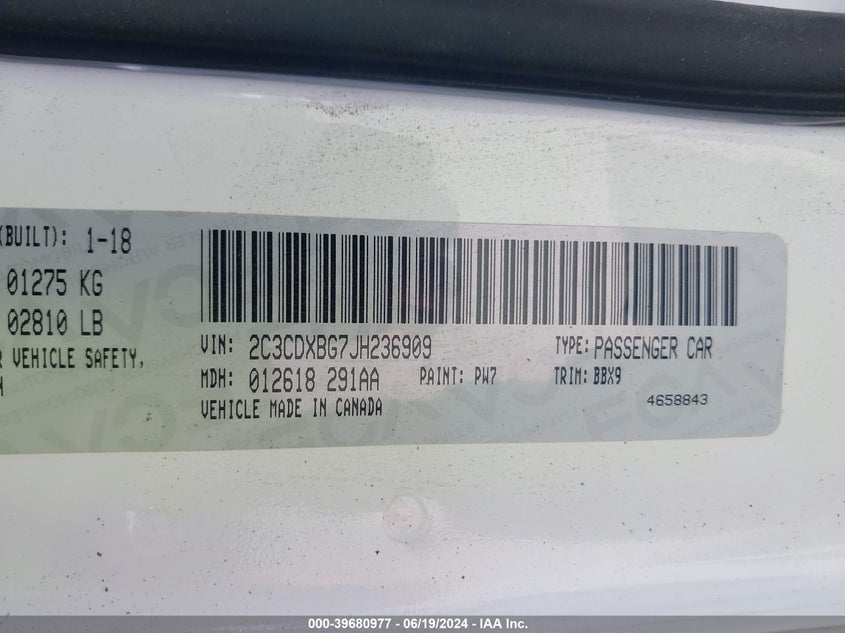 (BUILT): 1-18
01275 KG
02810 LB
VEHICLE SAFETY,
VIN: 2C3CDXBG7JH236909 TYPE: PASSENGER CAR
MDH: 012618 291AA PAINT: PW7 TRIM: BBX9
VEHICLE MADE IN CANADA
4658843
000-39680977 - 06/19/2024 - IAA Inc.